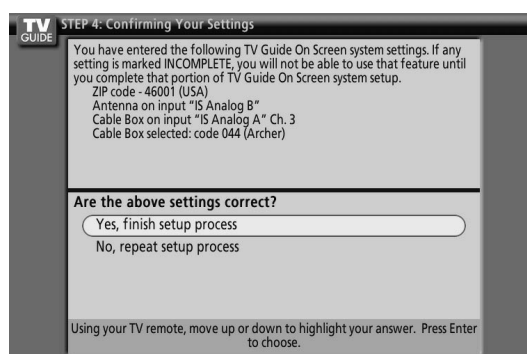 TV
GUIDE
STEP 4: Confirming Your Settings
You have entered the following TV Guide On Screen system settings. If any
setting is marked INCOMPLETE, you will not be able to use that feature until
you complete that portion of TV Guide On Screen system setup.
ZIP code - 46001 (USA)
Antenna on input "IS Analog B"
Cable Box on input "IS Analog A" Ch. 3
Cable Box selected: code 044 (Archer)
Are the above settings correct?
Yes, finish setup process
No, repeat setup process
Using your TV remote, move up or down to highlight your answer. Press Enter
to choose.